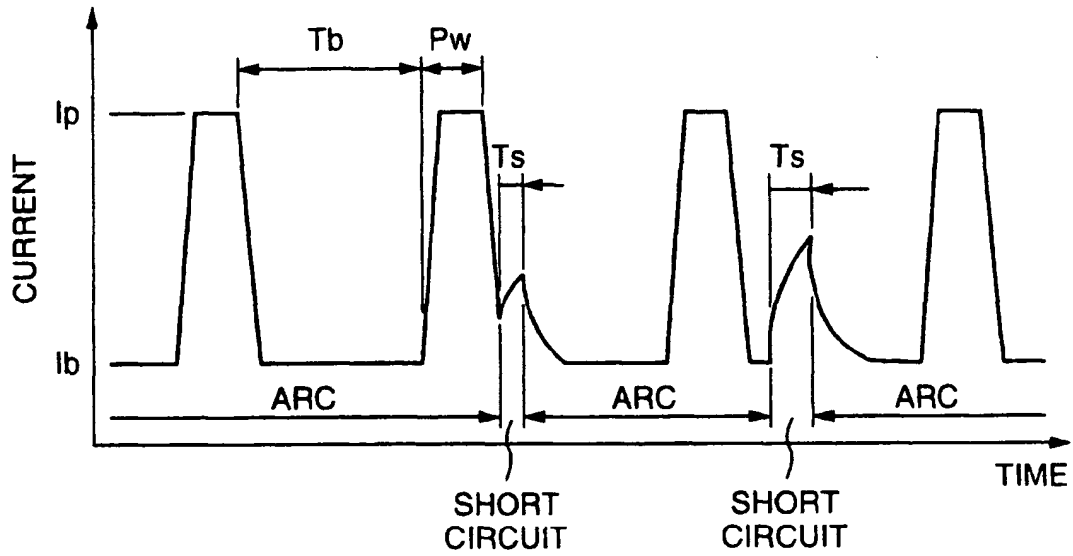 Tb
Pw
Ip
Ts
Ts
CURRENT
Ib
ARC
ARC
ARC
TIME
SHORT
CIRCUIT
SHORT
CIRCUIT